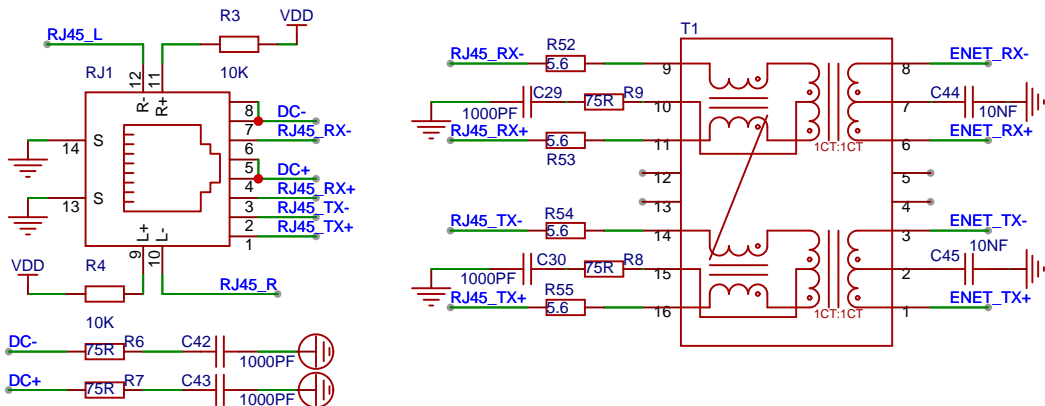 RJ45_L
R3
VDD
10K
RJ1
12
11
R-
R+
8
DC-
7
RJ45_RX-
6
5
DC+
4
RJ45_RX+
3
RJ45_TX-
2
RJ45_TX+
1
14
S
13
S
L+
L-
9
10
VDD
R4
10K
RJ45_R
DC-
75R
R6
C42
1000PF
DC+
75R
R7
C43
1000PF
T1
RJ45_RX-
R52
5.6
9
8
ENET_RX-
C29
1000PF
75R
R9
10
7
C44
10NF
RJ45_RX+
5.6
R53
11
6
ENET_RX+
1CT:1CT
12
5
13
4
RJ45_TX-
R54
5.6
14
3
ENET_TX-
C30
1000PF
75R
R8
15
2
C45
10NF
RJ45_TX+
R55
5.6
16
1
ENET_TX+
1CT:1CT